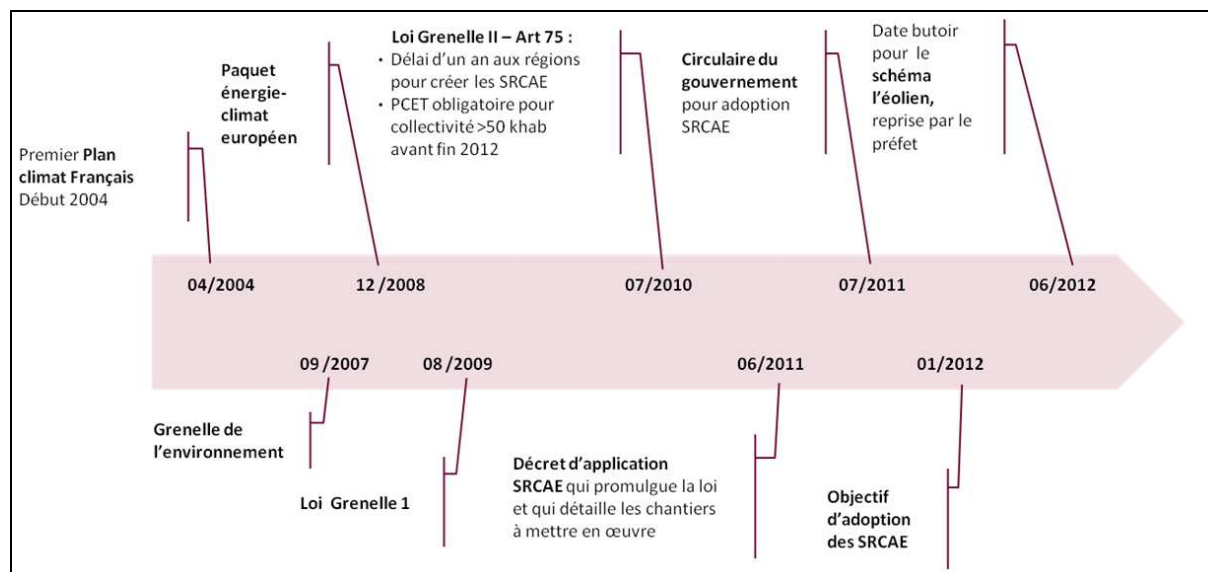 Premier Plan
climat Français
Début 2004
Paquet
énergie-
climat
européen
Loi Grenelle II – Art 75 :
• Délai d'un an aux régions
pour créer les SRCAE
• PCET obligatoire pour
collectivité >50 khab
avant fin 2012
Circulaire du
gouvernement
pour adoption
SRCAE
Date butoir
pour le
schéma
l'éolien,
reprise par le
préfet
04/2004
12 /2008
07/2010
07/2011
06/2012
09 /2007
08 /2009
06/2011
01/2012
Grenelle de
l'environnement
Loi Grenelle 1
Décret d'application
SRCAE qui promulgue la loi
et qui détaille les chantiers
à mettre en œuvre
Objectif
d'adoption
des SRCAE